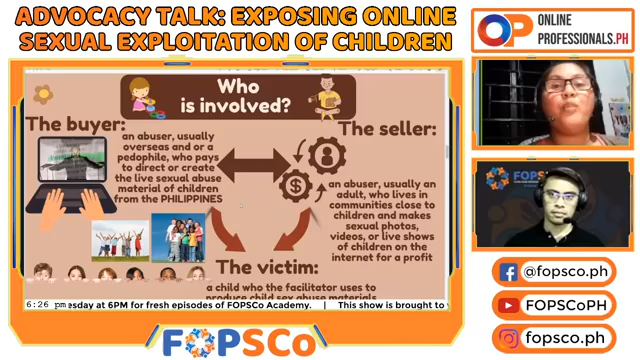 ADVOCACY TALK: EXPOSING ONLINE
SEXUAL EXPLOITATION OF CHILDREN
OP ONLINE
PROFESSIONALS.PH
Who
is involved?
The buyer:
an abuser, usually
overseas and or a
pedophile, who pays
to direct or create
the live sexual abuse
material of children
from the PHILIPPINES
The seller:
an abuser, usually an
adult, who lives in
communities close to
children and makes
sexual photos,
videos, or live shows
of children on the
internet for a profit
$
The victim:
a child who the facilitator uses to
produce child sex abuse materials
FOPS
6:26 pm esday at 6PM for fresh episodes of FOPSCo Academy. | This show is brought to
FOPSCo
@fopsco.ph
FOPSCoPH
fopsco.ph